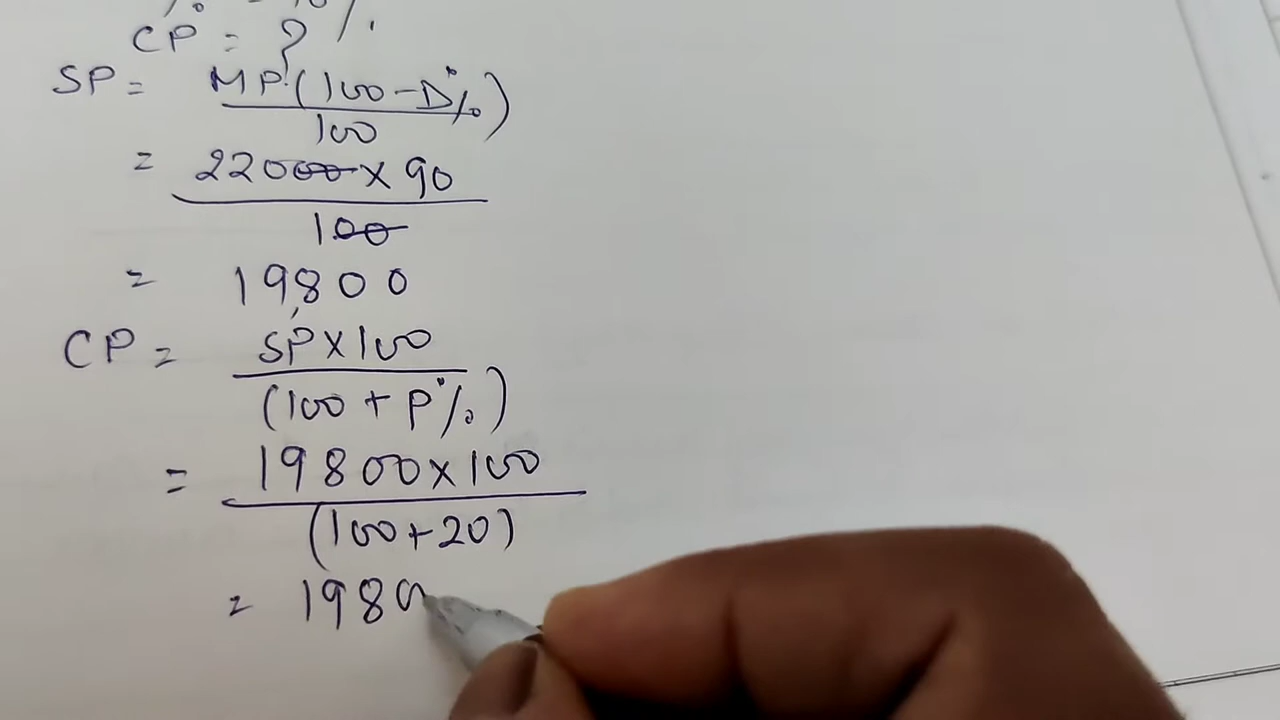 CP = ?
SP = MP(100-D%)
100
= 22000 x 90
100
= 19800
CP = SP x 100
(100 + P%)
= 19800 x 100
(100+20)
= 1980